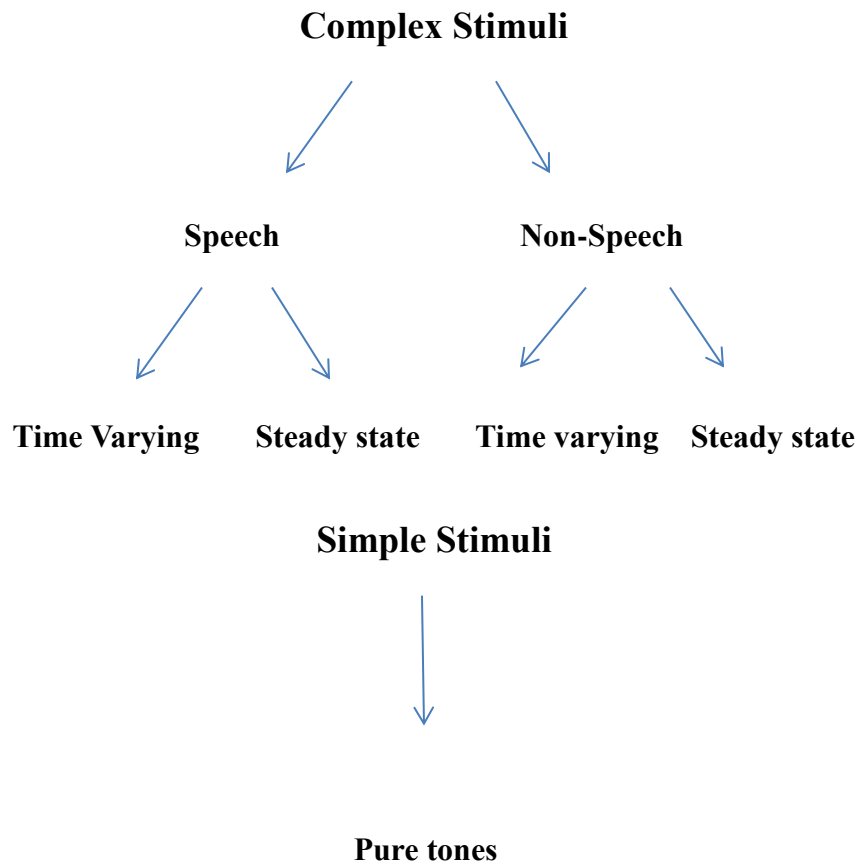 Complex Stimuli
Speech Non-Speech
Time Varying Steady state Time varying Steady state
Simple Stimuli
Pure tones